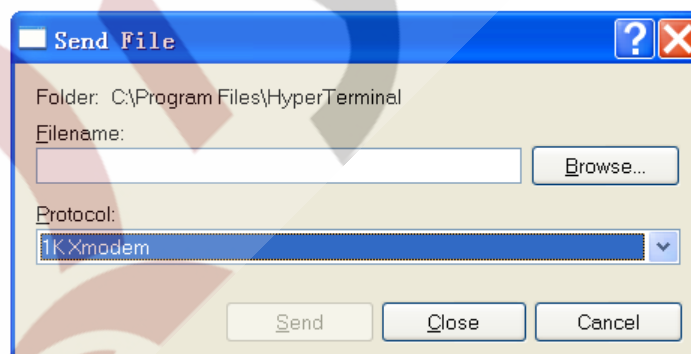 Send File
Folder: C:\Program Files\HyperTerminal
Filename:
Browse...
Protocol:
1K Xmodem
Send Close Cancel